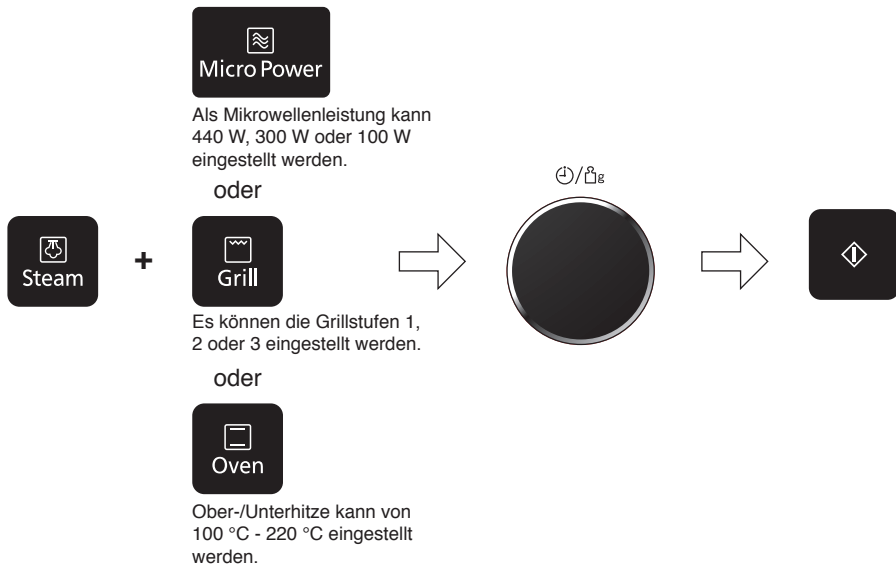 Micro Power
Als Mikrowellenleistung kann
440 W, 300 W oder 100 W
eingestellt werden.
oder
Steam
+
Grill
Es können die Grillstufen 1,
2 oder 3 eingestellt werden.
oder
Oven
Ober-/Unterhitze kann von
100 °C - 220 °C eingestellt
werden.
/ g